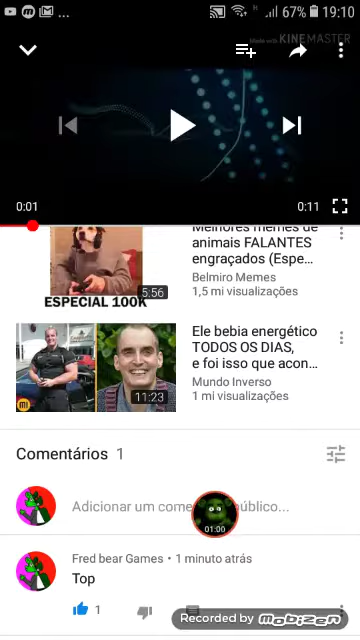 67% 19:10
Made with KINEMASTER
0:01
0:11
Melhores memes de
animais FALANTES
engraçados (Espe...
Belmiro Memes
1,5 mi visualizações
ESPECIAL 100K
5:56
Ele bebia energético
TODOS OS DIAS,
e foi isso que acon...
Mundo Inverso
1 mi visualizações
11:23
Comentários 1
Adicionar um come público...
01:00
Fred bear Games • 1 minuto atrás
Top
1
Recorded by MOBIZEN